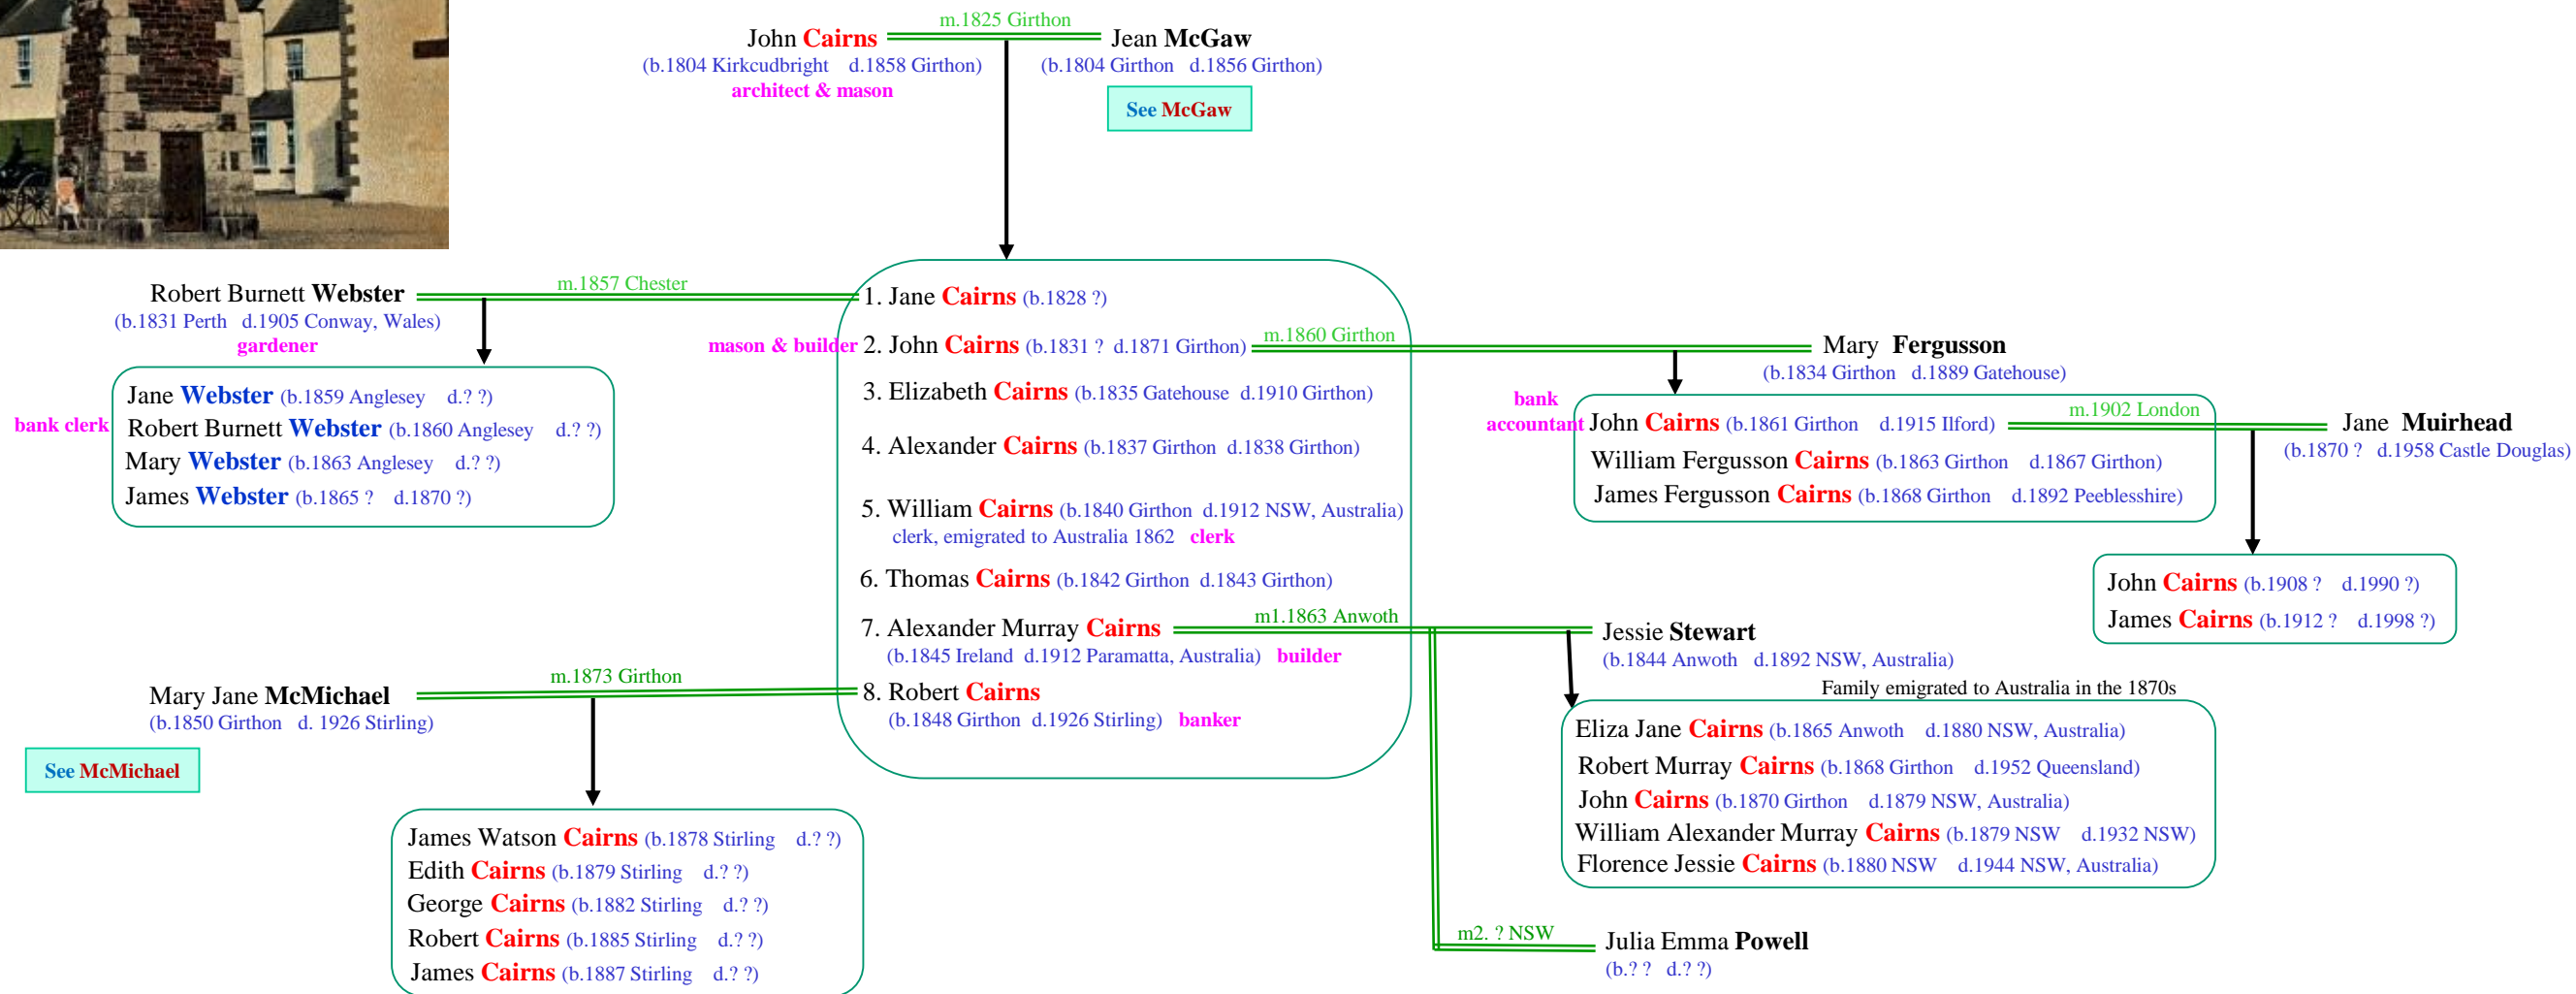 m.1825 Girthon
John Cairns
Jean McGaw
(b.1804 Kirkcudbright d.1858 Girthon)
(b.1804 Girthon d.1856 Girthon)
architect & mason
See McGaw
Robert Burnett Webster
m.1857 Chester
(b.1831 Perth d.1905 Conway, Wales)
gardener
1. Jane Cairns (b.1828 ?)
mason & builder
2. John Cairns (b.1831 ? d.1871 Girthon)
m.1860 Girthon
Mary Fergusson
(b.1834 Girthon d.1889 Gatehouse)
3. Elizabeth Cairns (b.1835 Gatehouse d.1910 Girthon)
4. Alexander Cairns (b.1837 Girthon d.1838 Girthon)
5. William Cairns (b.1840 Girthon d.1912 NSW, Australia)
clerk, emigrated to Australia 1862 clerk
6. Thomas Cairns (b.1842 Girthon d.1843 Girthon)
7. Alexander Murray Cairns
m1.1863 Anwoth
(b.1845 Ireland d.1912 Paramatta, Australia) builder
8. Robert Cairns
(b.1848 Girthon d.1926 Stirling) banker
bank clerk
Jane Webster (b.1859 Anglesey d.? ?)
Robert Burnett Webster (b.1860 Anglesey d.? ?)
Mary Webster (b.1863 Anglesey d.? ?)
James Webster (b.1865 ? d.1870 ?)
bank
accountant
John Cairns (b.1861 Girthon d.1915 Ilford)
m.1902 London
Jane Muirhead
(b.1870 ? d.1958 Castle Douglas)
William Fergusson Cairns (b.1863 Girthon d.1867 Girthon)
James Fergusson Cairns (b.1868 Girthon d.1892 Peeblesshire)
John Cairns (b.1908 ? d.1990 ?)
James Cairns (b.1912 ? d.1998 ?)
Jessie Stewart
(b.1844 Anwoth d.1892 NSW, Australia)
Family emigrated to Australia in the 1870s
Eliza Jane Cairns (b.1865 Anwoth d.1880 NSW, Australia)
Robert Murray Cairns (b.1868 Girthon d.1952 Queensland)
John Cairns (b.1870 Girthon d.1879 NSW, Australia)
William Alexander Murray Cairns (b.1879 NSW d.1932 NSW)
Florence Jessie Cairns (b.1880 NSW d.1944 NSW, Australia)
m2. ? NSW
Julia Emma Powell
(b.? ? d.? ?)
Mary Jane McMichael
m.1873 Girthon
(b.1850 Girthon d. 1926 Stirling)
See McMichael
James Watson Cairns (b.1878 Stirling d.? ?)
Edith Cairns (b.1879 Stirling d.? ?)
George Cairns (b.1882 Stirling d.? ?)
Robert Cairns (b.1885 Stirling d.? ?)
James Cairns (b.1887 Stirling d.? ?)